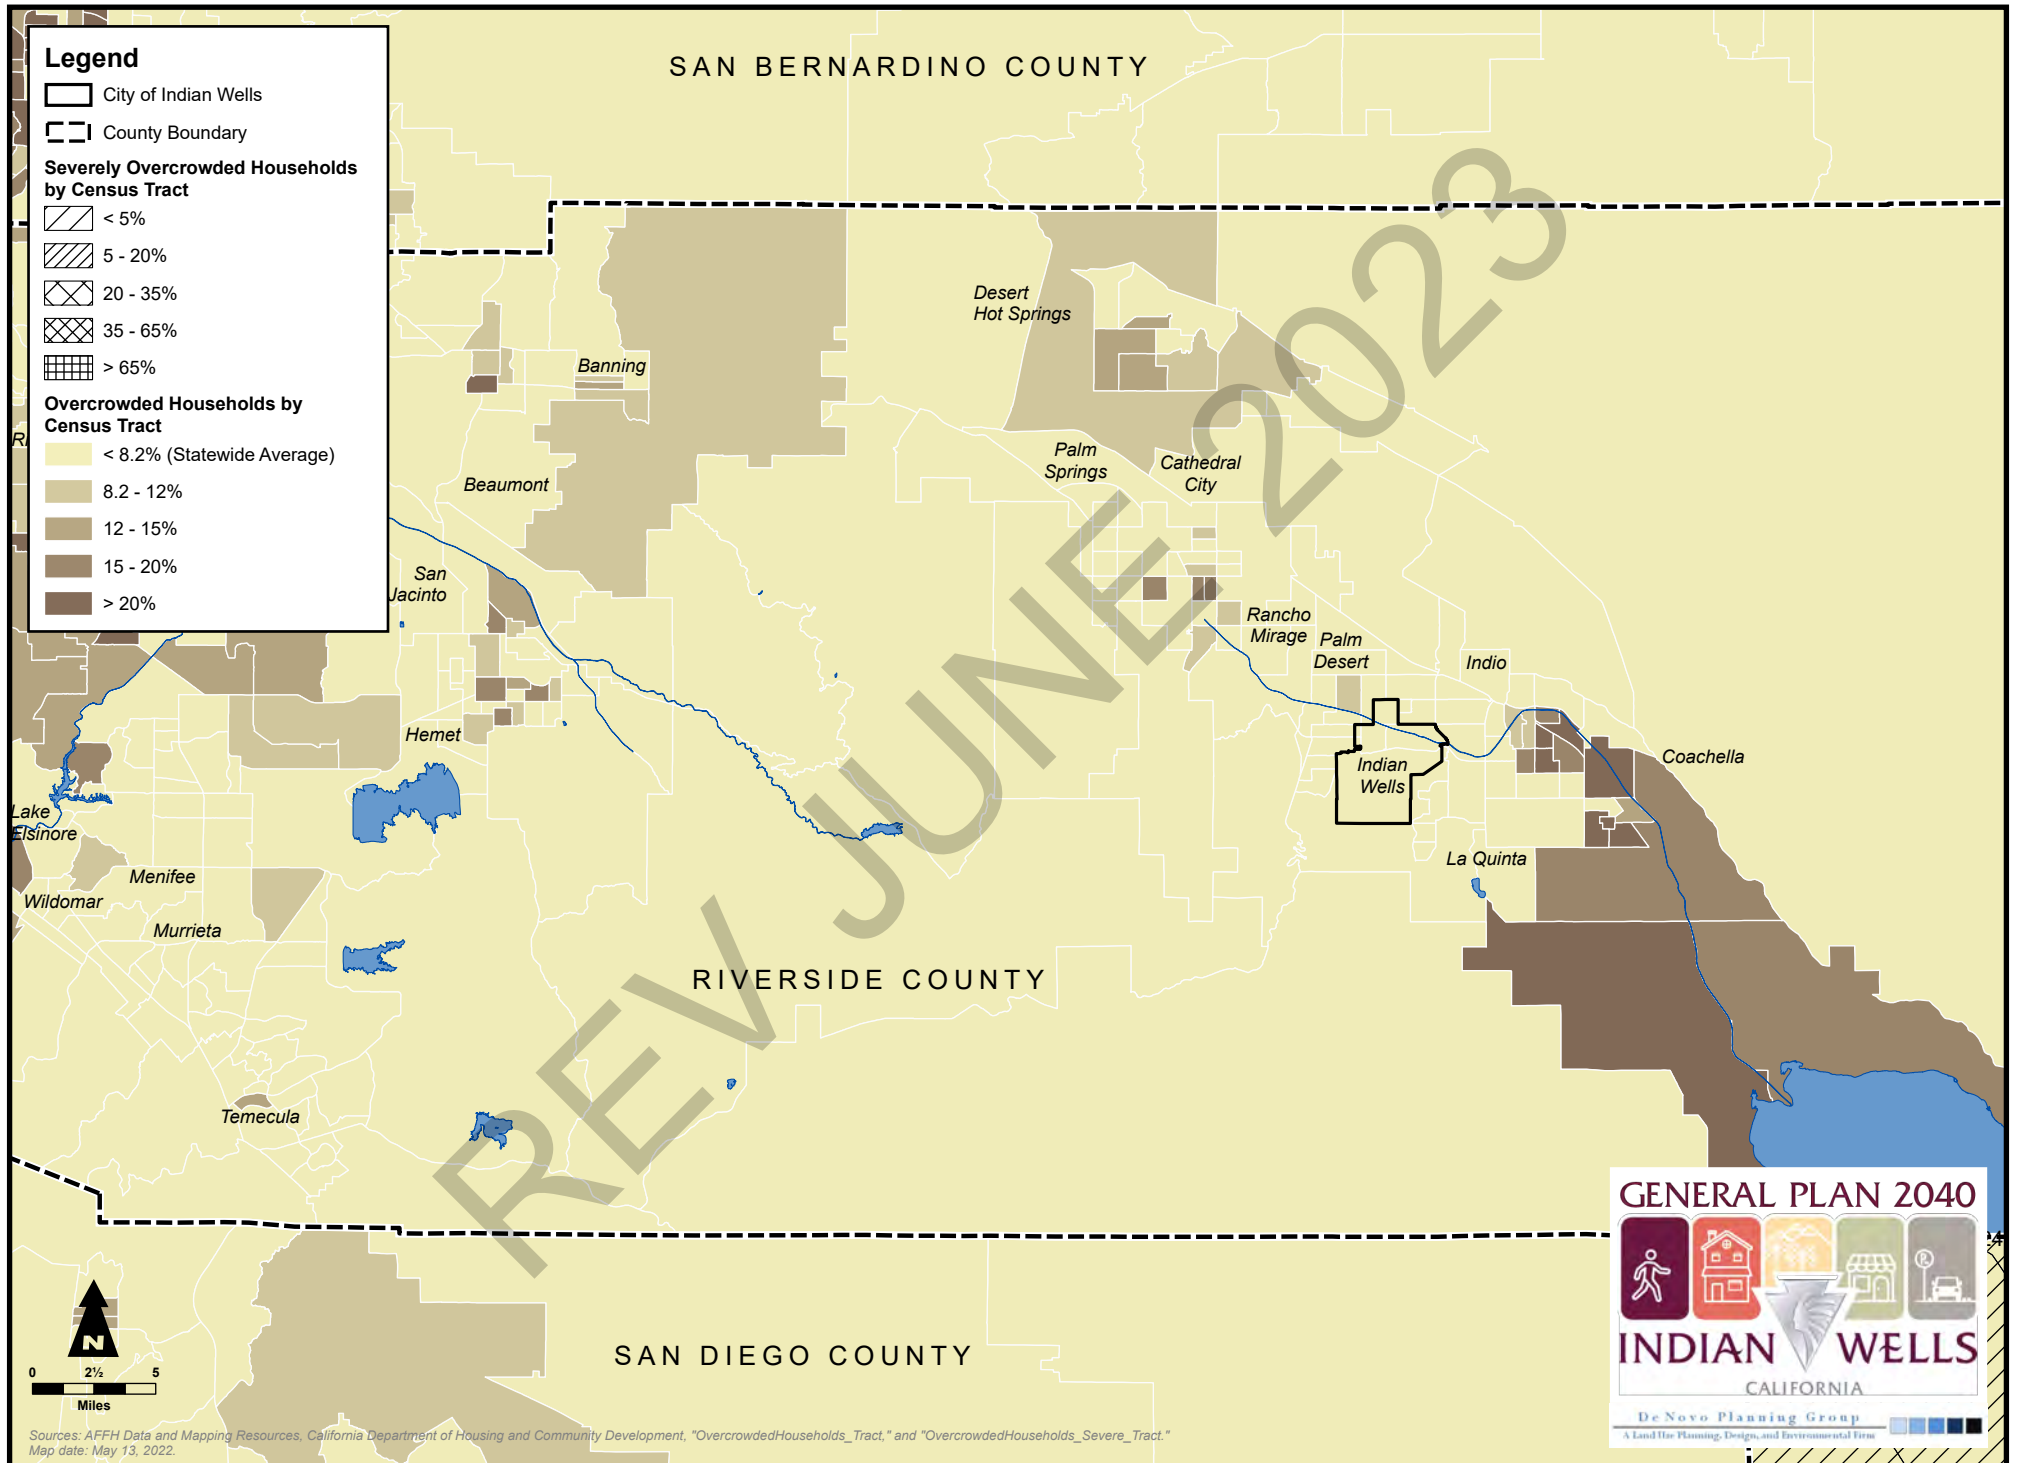 Legend
City of Indian Wells
County Boundary
Severely Overcrowded Households
by Census Tract
< 5%
5 - 20%
20 - 35%
35 - 65%
> 65%
Overcrowded Households by
Census Tract
< 8.2% (Statewide Average)
8.2 - 12%
12 - 15%
15 - 20%
> 20%
SAN BERNARDINO COUNTY
Desert
Hot Springs
Banning
Palm
Springs
Cathedral
City
Beaumont
San
Jacinto
Rancho
Mirage
Palm
Desert
Indio
Hemet
Coachella
Indian
Wells
Lake
Elsinore
La Quinta
Menifee
Wildomar
Murrieta
RIVERSIDE COUNTY
Temecula
REV JUNE 2023
SAN DIEGO COUNTY
N
0 2½ 5
Miles
GENERAL PLAN 2040
INDIAN WELLS
CALIFORNIA
De Novo Planning Group
A Land Use Planning, Design, and Environmental Firm
Sources: AFFH Data and Mapping Resources, California Department of Housing and Community Development, "OvercrowdedHouseholds_Tract," and "OvercrowdedHouseholds_Severe_Tract."
Map date: May 13, 2022.